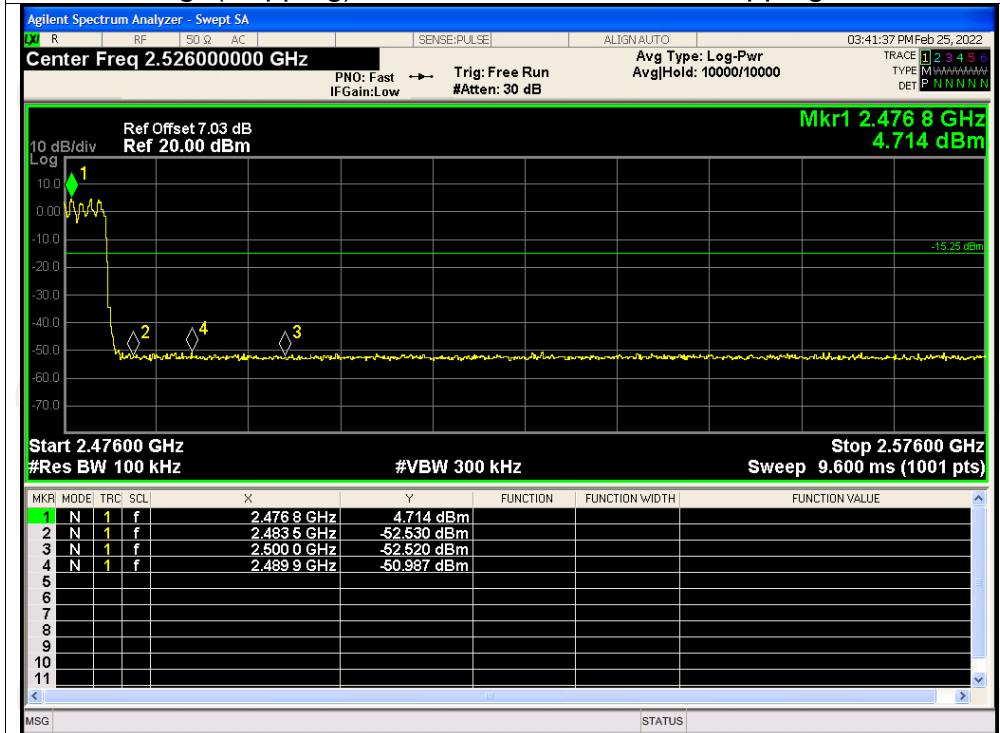 Agilent Spectrum Analyzer - Swept SA
LXI R RF 50 Ω AC SENSE:PULSE ALIGN AUTO 03:41:37 PM Feb 25, 2022
Center Freq 2.526000000 GHz
PNO: Fast
IFGain:Low
Trig: Free Run
#Atten: 30 dB
Avg Type: Log-Pwr
Avg|Hold: 10000/10000
TRACE 1 2 3 4 5 6
TYPE M
DET P N N N N N
Mkr1 2.476 8 GHz
4.714 dBm
Ref Offset 7.03 dB
10 dB/div Ref 20.00 dBm
Log
10.0
0.00
-10.0
-20.0
-30.0
-40.0
-50.0
-60.0
-70.0
1
-15.25 dBm
2
4
3
Start 2.47600 GHz Stop 2.57600 GHz
#Res BW 100 kHz #VBW 300 kHz Sweep 9.600 ms (1001 pts)
MKR MODE TRC SCL X Y FUNCTION FUNCTION WIDTH FUNCTION VALUE
1 N 1 f 2.476 8 GHz 4.714 dBm
2 N 1 f 2.483 5 GHz -52.530 dBm
3 N 1 f 2.500 0 GHz -52.520 dBm
4 N 1 f 2.489 9 GHz -50.987 dBm
5
6
7
8
9
10
11
MSG STATUS